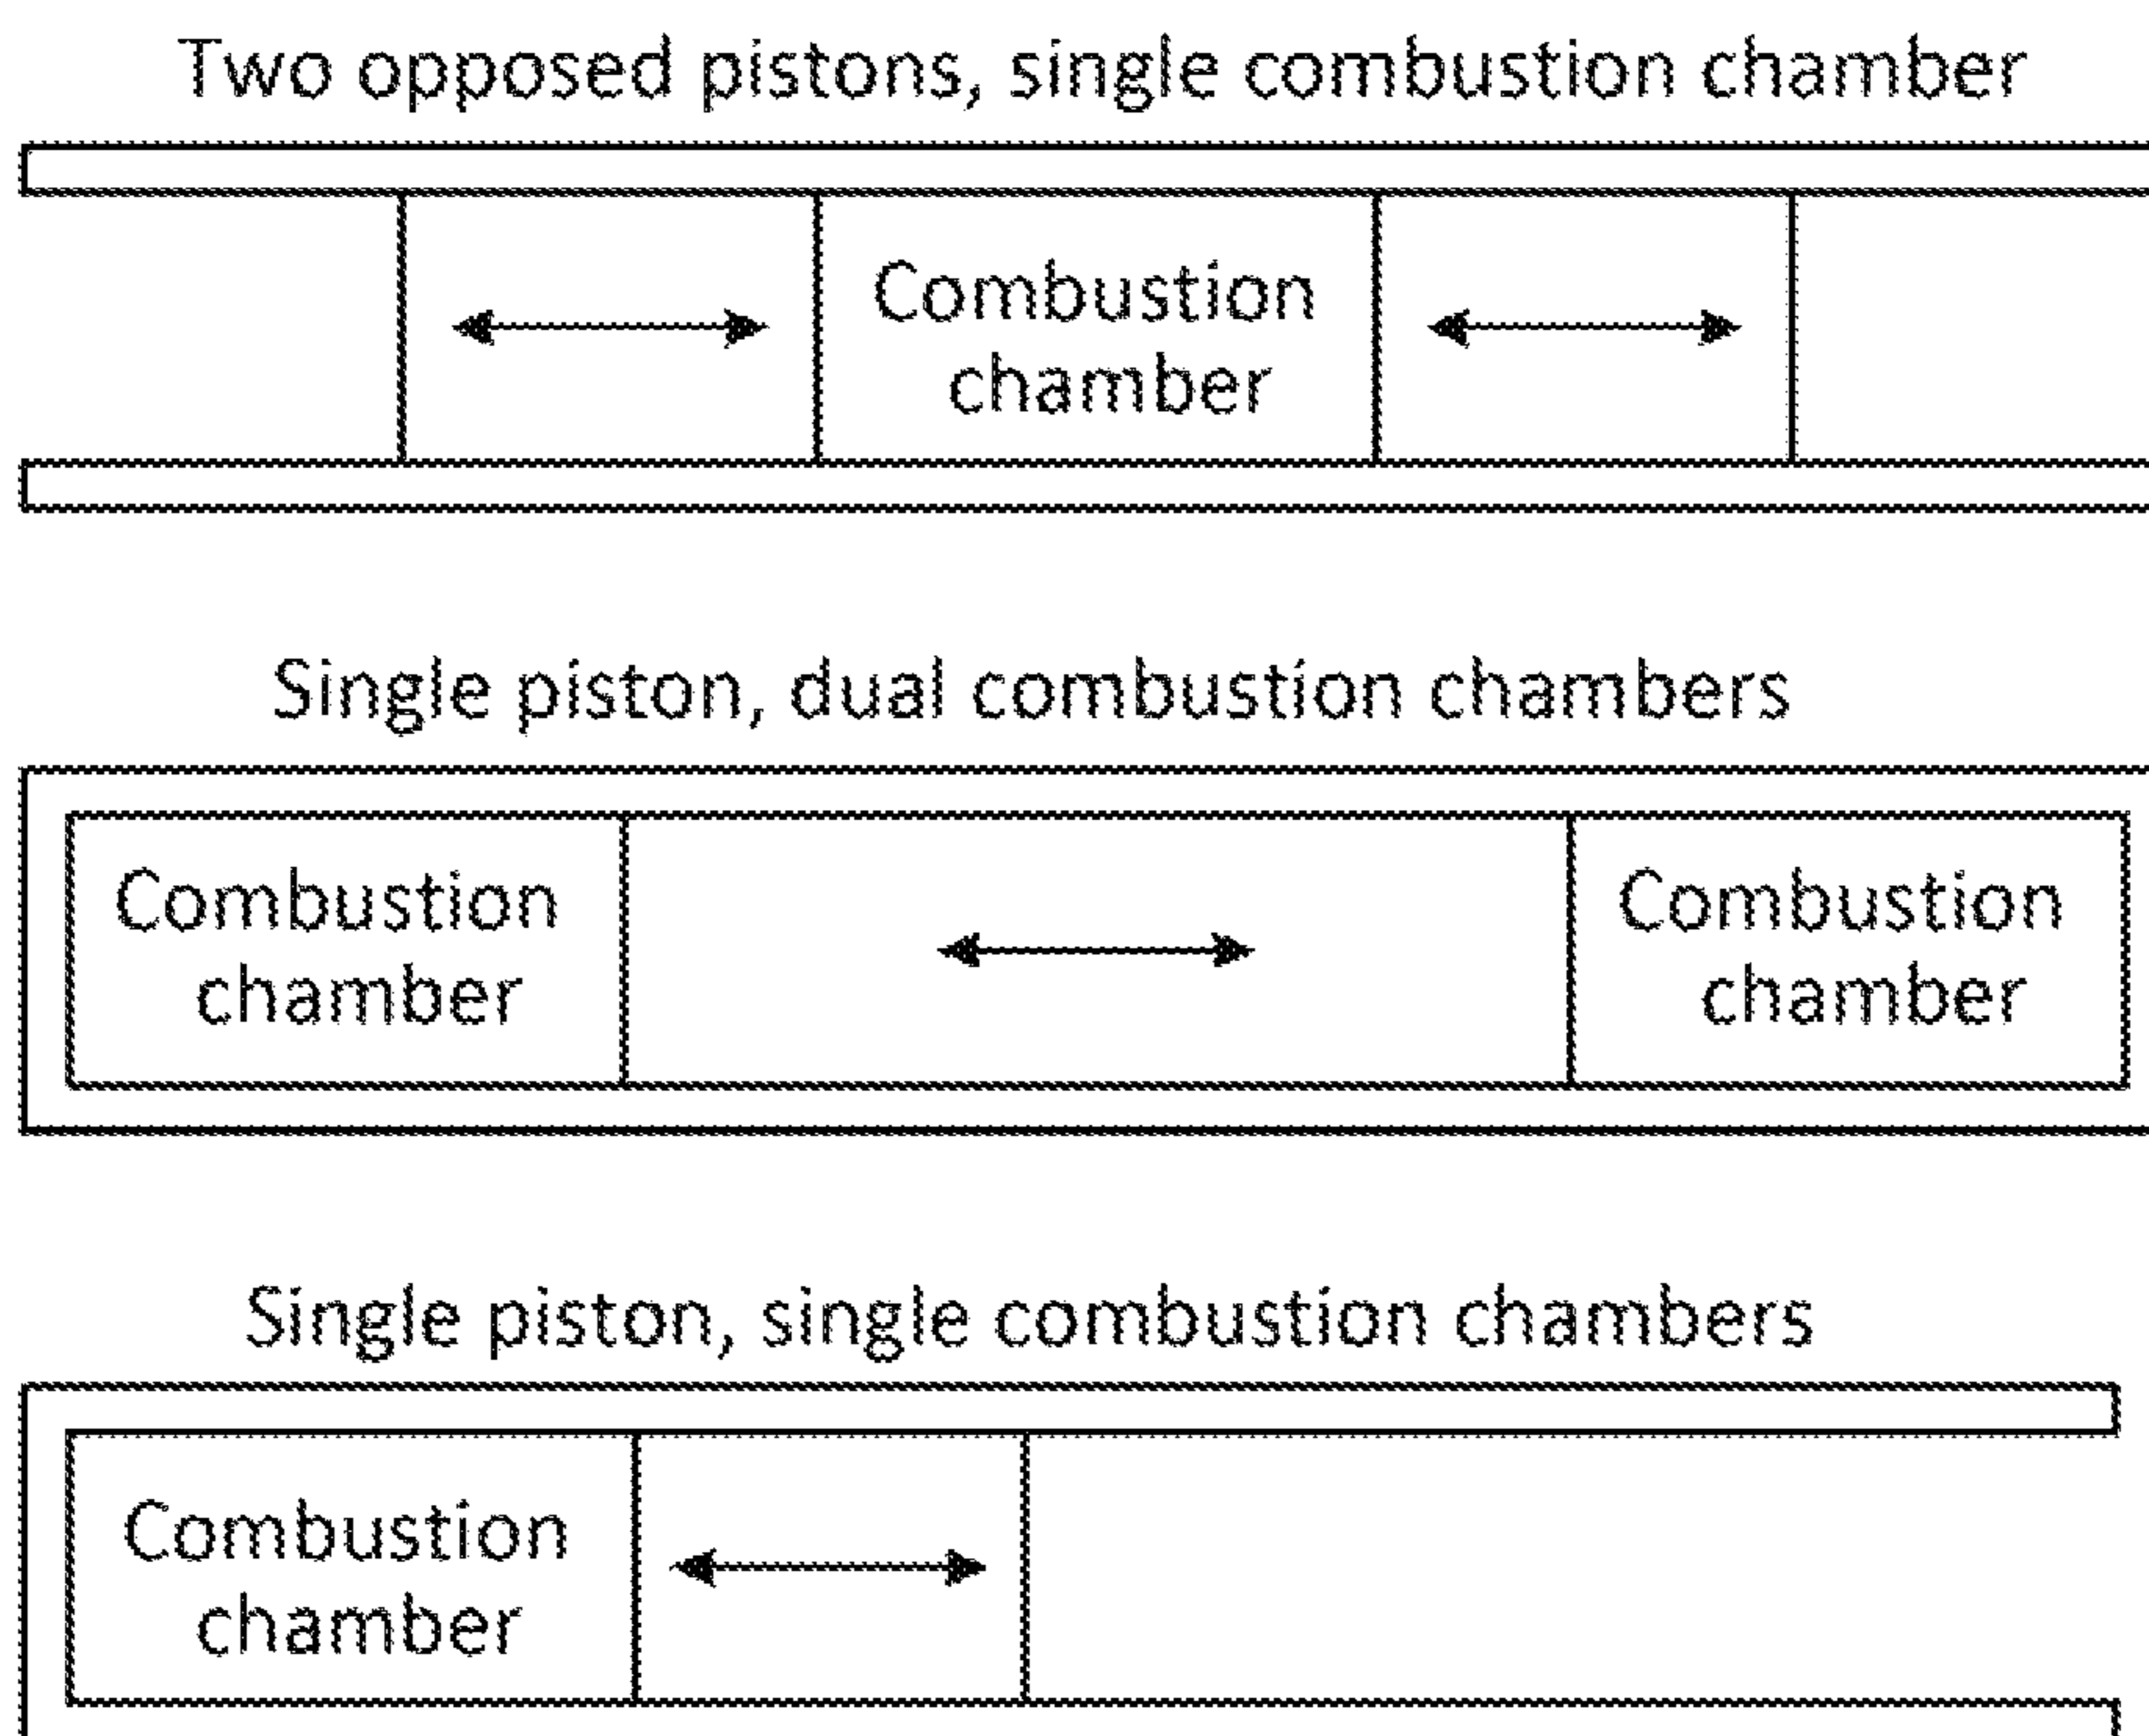 Two opposed pistons, single combustion chamber
Combustion
chamber
Single piston, dual combustion chambers
Combustion
chamber
Combustion
chamber
Single piston, single combustion chambers
Combustion
chamber